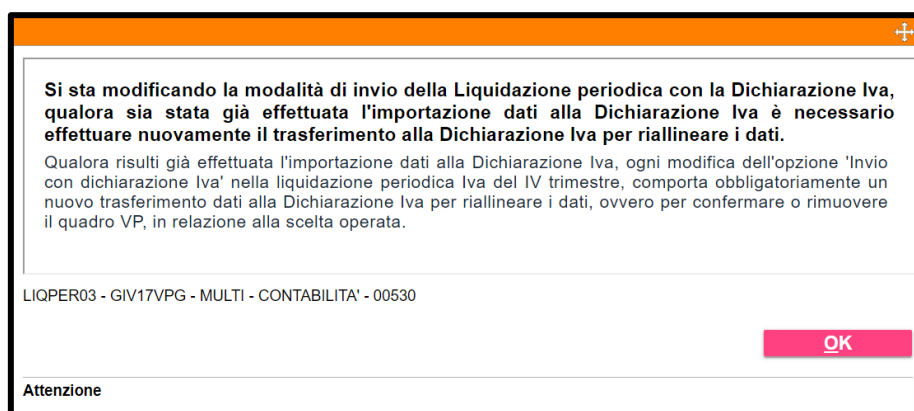 Si sta modificando la modalità di invio della Liquidazione periodica con la Dichiarazione Iva,
qualora sia stata già effettuata l'importazione dati alla Dichiarazione Iva è necessario
effettuare nuovamente il trasferimento alla Dichiarazione Iva per riallineare i dati.
Qualora risulti già effettuata l'importazione dati alla Dichiarazione Iva, ogni modifica dell'opzione 'Invio
con dichiarazione Iva' nella liquidazione periodica Iva del IV trimestre, comporta obbligatoriamente un
nuovo trasferimento dati alla Dichiarazione Iva per riallineare i dati, ovvero per confermare o rimuovere
il quadro VP, in relazione alla scelta operata.
LIQPER03 - GIV17VPG - MULTI - CONTABILITA' - 00530
OK
Attenzione